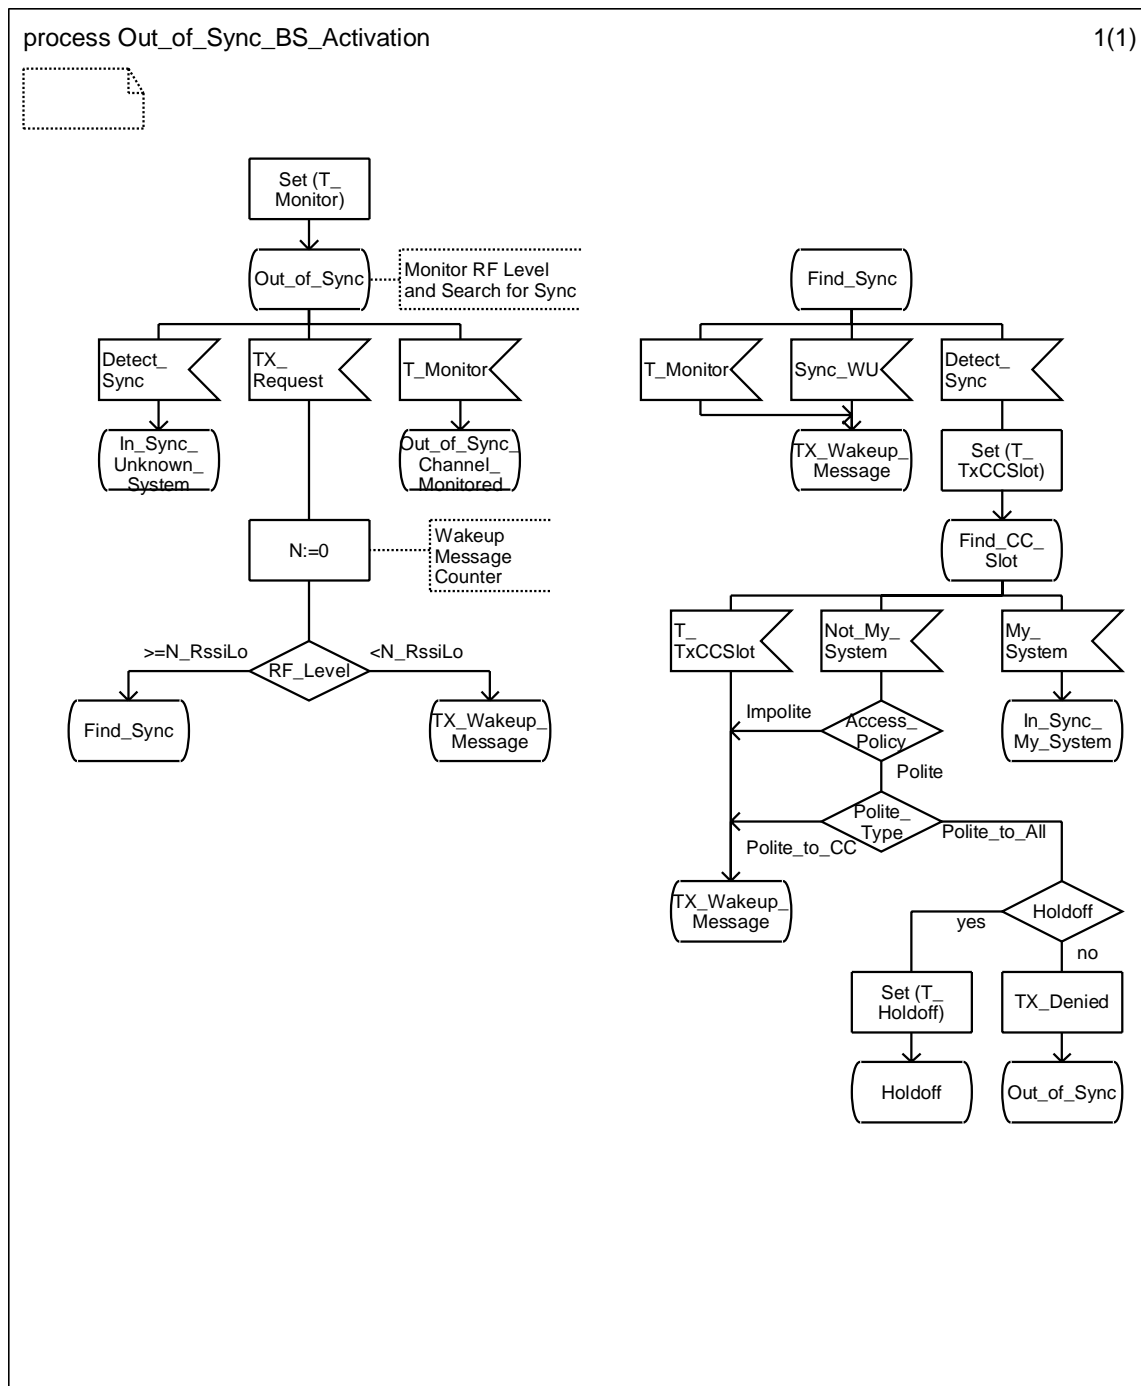 process Out_of_Sync_BS_Activation
1(1)
Set (T_
Monitor)
Out_of_Sync
Monitor RF Level
and Search for Sync
Detect_
Sync
TX_
Request
T_Monitor
In_Sync_
Unknown_
System
Out_of_Sync_
Channel_
Monitored
N:=0
Wakeup
Message
Counter
RF_Level
>=N_RssiLo
<N_RssiLo
Find_Sync
TX_Wakeup_
Message
Find_Sync
T_Monitor
Sync_WU
Detect_
Sync
TX_Wakeup_
Message
Set (T_
TxCCSlot)
Find_CC_
Slot
T_
TxCCSlot
Not_My_
System
My_
System
Impolite
Access_
Policy
In_Sync_
My_System
Polite
Polite_
Type
Polite_to_CC
Polite_to_All
TX_Wakeup_
Message
Holdoff
yes
no
Set (T_
Holdoff)
TX_Denied
Holdoff
Out_of_Sync